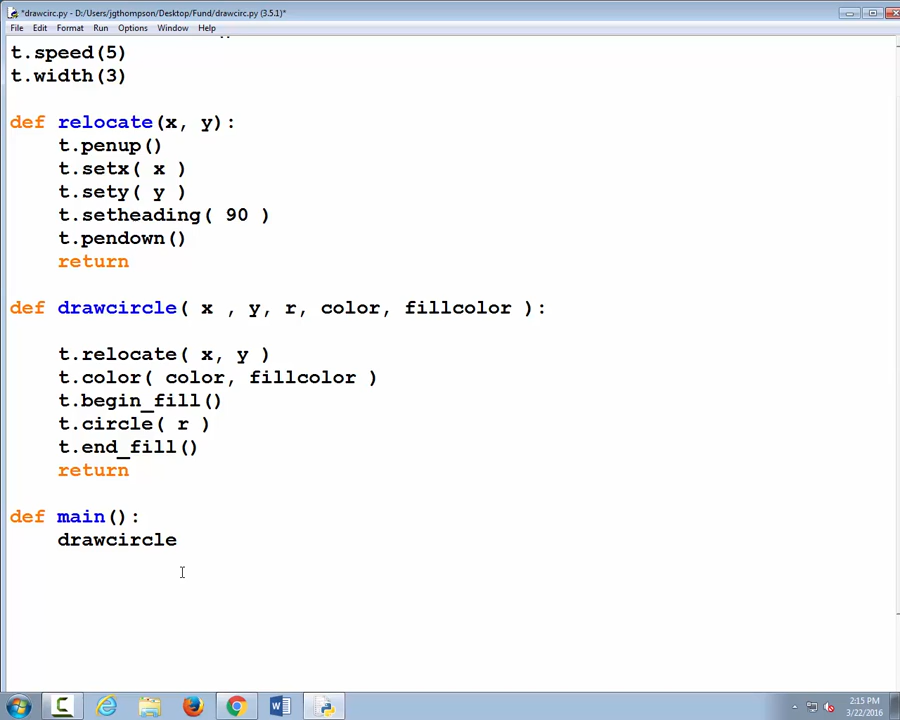 *drawcirc.py - D:/Users/jgthompson/Desktop/Fund/drawcirc.py (3.5.1)*
File Edit Format Run Options Window Help
t.speed(5)
t.width(3)
def relocate(x, y):
t.penup()
t.setx( x )
t.sety( y )
t.setheading( 90 )
t.pendown()
return
def drawcircle( x , y, r, color, fillcolor ):
t.relocate( x, y )
t.color( color, fillcolor )
t.begin_fill()
t.circle( r )
t.end_fill()
return
def main():
drawcircle
2:15 PM
3/22/2016